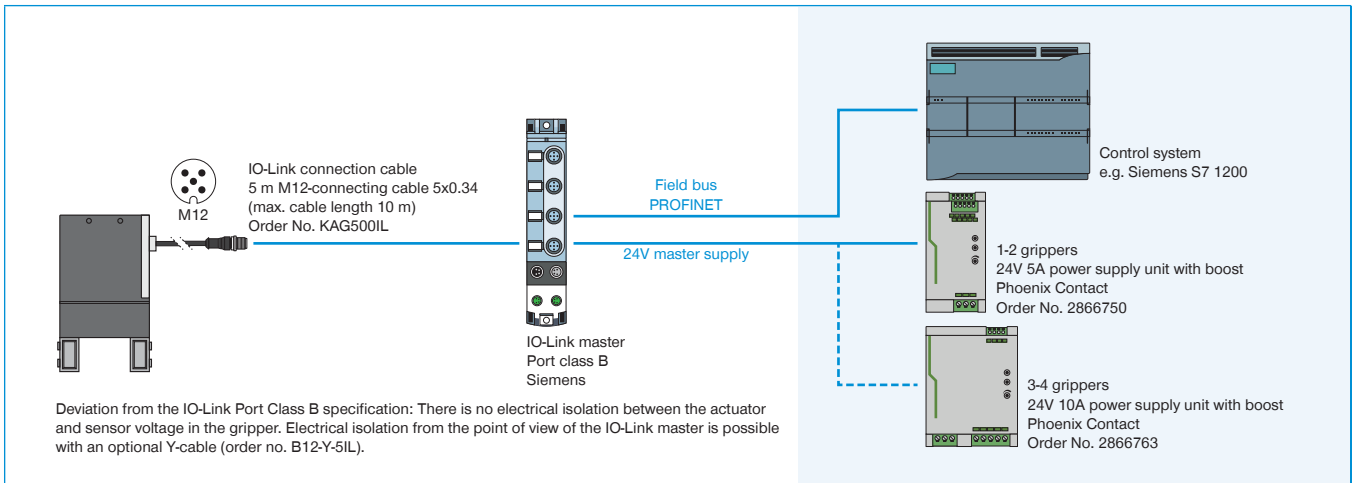 M12
IO-Link connection cable
5 m M12-connecting cable 5x0.34
(max. cable length 10 m)
Order No. KAG500IL
IO-Link master
Port class B
Siemens
Field bus
PROFINET
24V master supply
Control system
e.g. Siemens S7 1200
1-2 grippers
24V 5A power supply unit with boost
Phoenix Contact
Order No. 2866750
3-4 grippers
24V 10A power supply unit with boost
Phoenix Contact
Order No. 2866763
Deviation from the IO-Link Port Class B specification: There is no electrical isolation between the actuator
and sensor voltage in the gripper. Electrical isolation from the point of view of the IO-Link master is possible
with an optional Y-cable (order no. B12-Y-5IL).